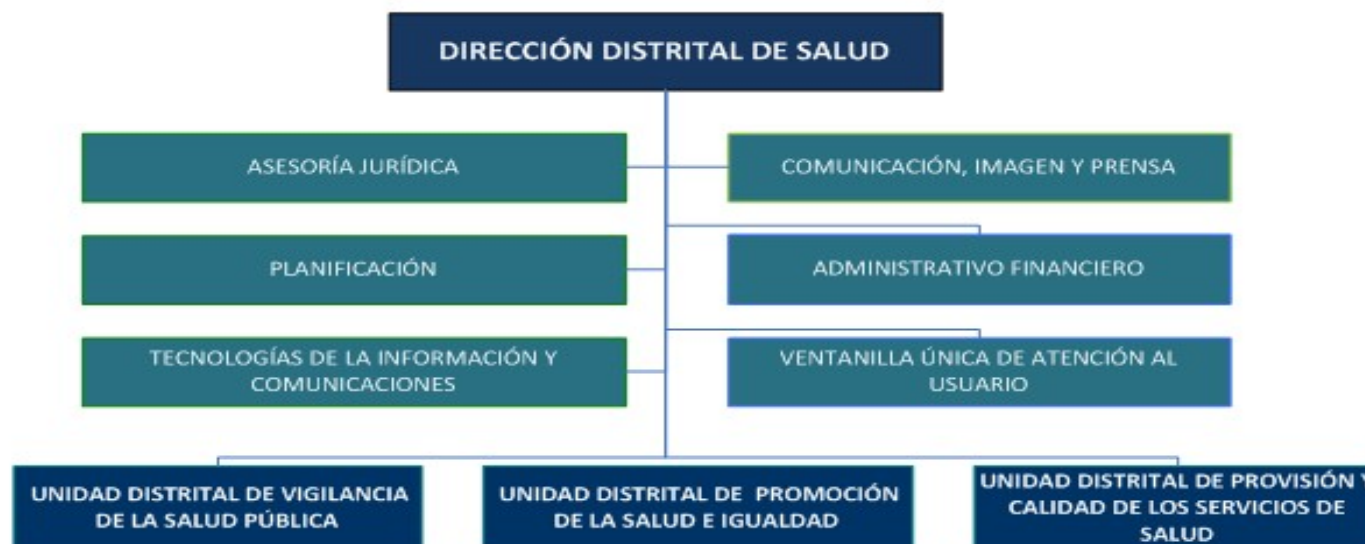 DIRECCIÓN DISTRITAL DE SALUD
ASESORÍA JURÍDICA
COMUNICACIÓN, IMAGEN Y PRENSA
PLANIFICACIÓN
ADMINISTRATIVO FINANCIERO
TECNOLOGÍAS DE LA INFORMACIÓN Y
COMUNICACIONES
VENTANILLA ÚNICA DE ATENCIÓN AL
USUARIO
UNIDAD DISTRITAL DE VIGILANCIA
DE LA SALUD PÚBLICA
UNIDAD DISTRITAL DE PROMOCIÓN
DE LA SALUD E IGUALDAD
UNIDAD DISTRITAL DE PROVISIÓN Y
CALIDAD DE LOS SERVICIOS DE
SALUD